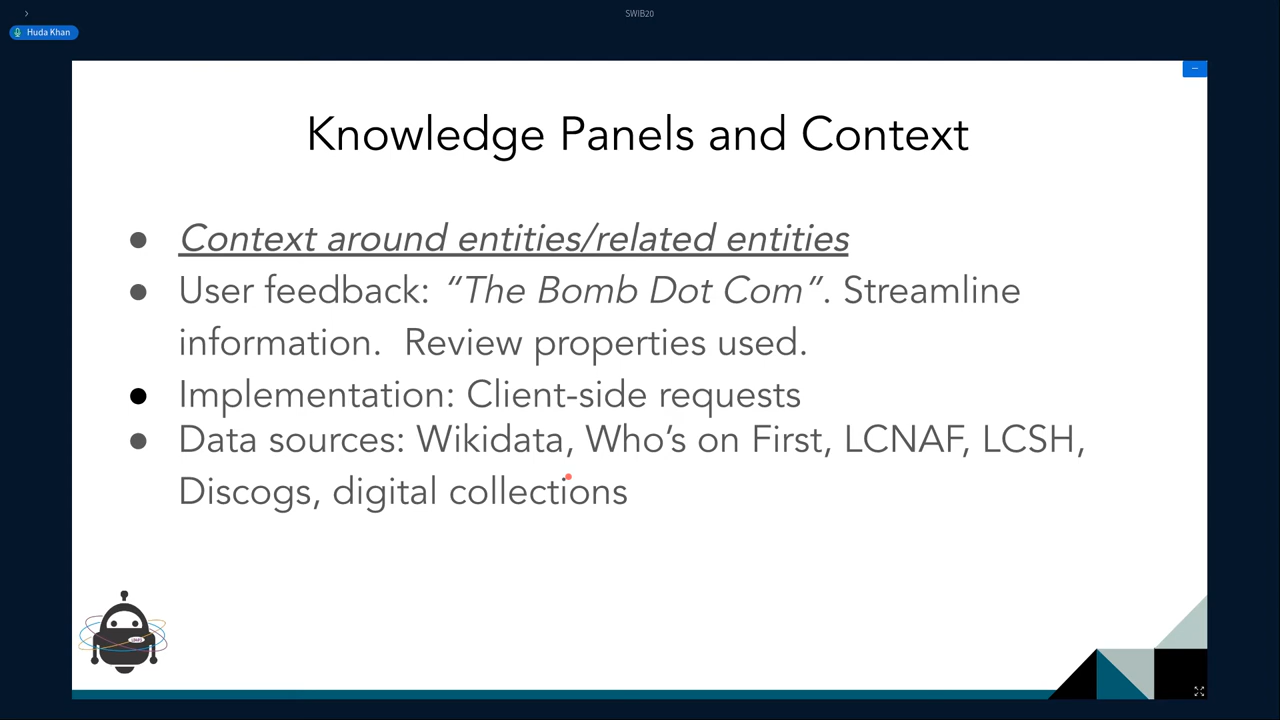 SWIB20
Huda Khan
Knowledge Panels and Context
● Context around entities/related entities
● User feedback: “The Bomb Dot Com”. Streamline
information.  Review properties used.
● Implementation: Client-side requests
● Data sources: Wikidata, Who’s on First, LCNAF, LCSH,
Discogs, digital collections